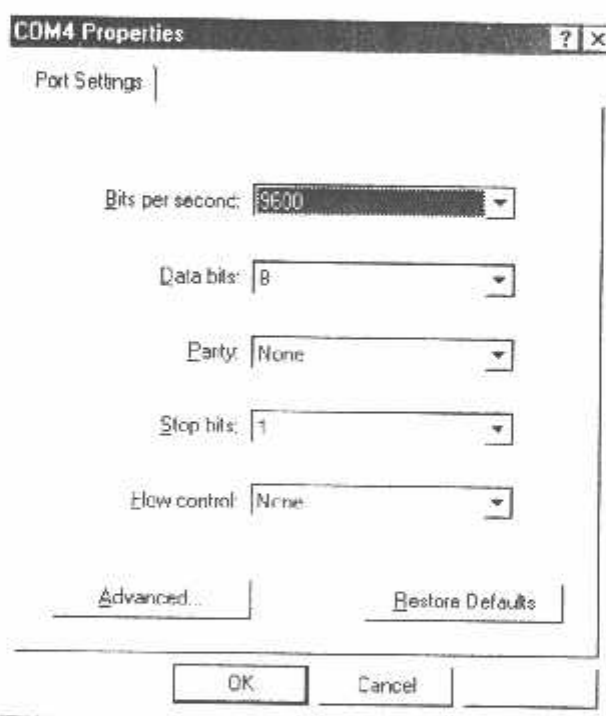 COM4 Properties ? ×
Port Settings
Bits per second: 9600
Data bits: 8
Parity: None
Stop bits: 1
Flow control: None
Advanced...
Restore Defaults
OK Cancel